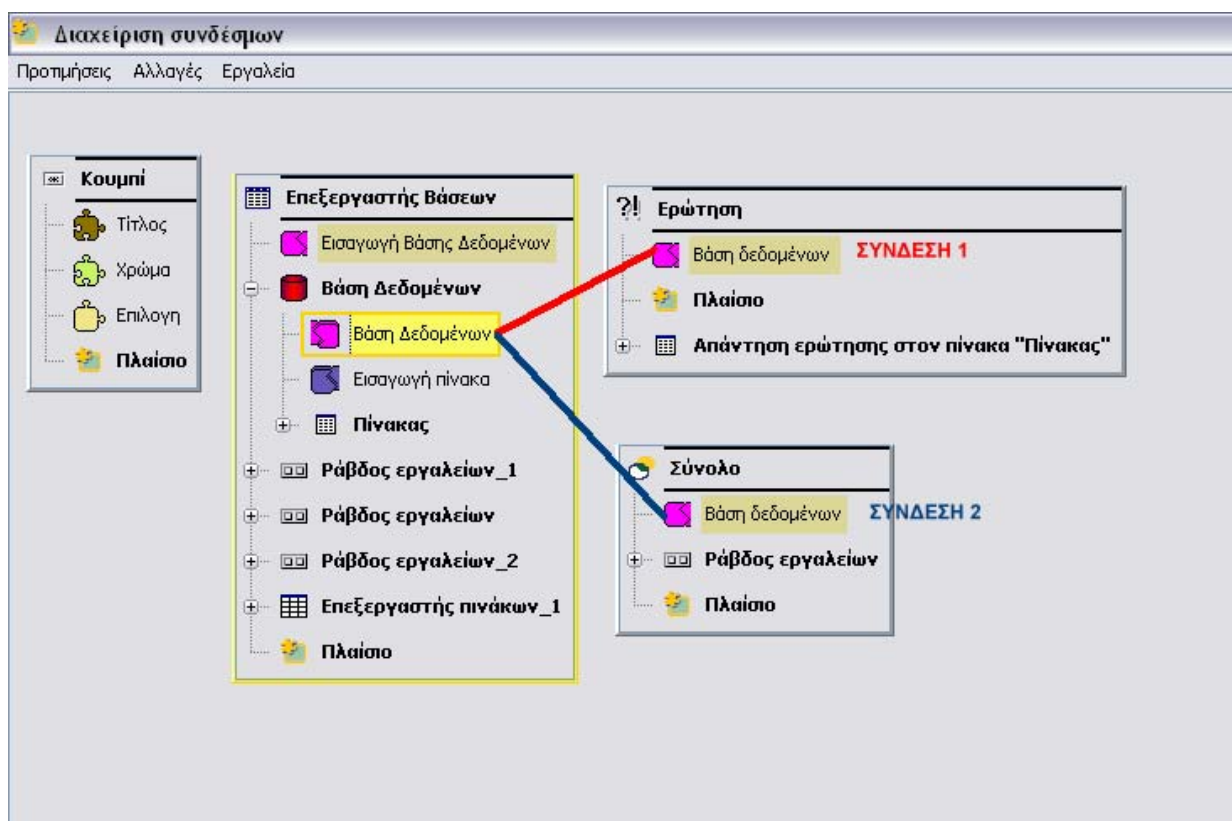 Διαχείριση συνδέσμων
Προτιμήσεις Αλλαγές Εργαλεία
Κουμπί
Τίτλος
Χρώμα
Επιλογη
Πλαίσιο
Επεξεργαστής Βάσεων
Εισαγωγή Βάσης Δεδομένων
Βάση Δεδομένων
Βάση Δεδομένων
Εισαγωγή πίνακα
Πίνακας
Ράβδος εργαλείων_1
Ράβδος εργαλείων
Ράβδος εργαλείων_2
Επεξεργαστής πινάκων_1
Πλαίσιο
?! Ερώτηση
Βάση δεδομένων ΣΥΝΔΕΣΗ 1
Πλαίσιο
Απάντηση ερώτησης στον πίνακα "Πίνακας"
Σύνολο
Βάση δεδομένων ΣΥΝΔΕΣΗ 2
Ράβδος εργαλείων
Πλαίσιο